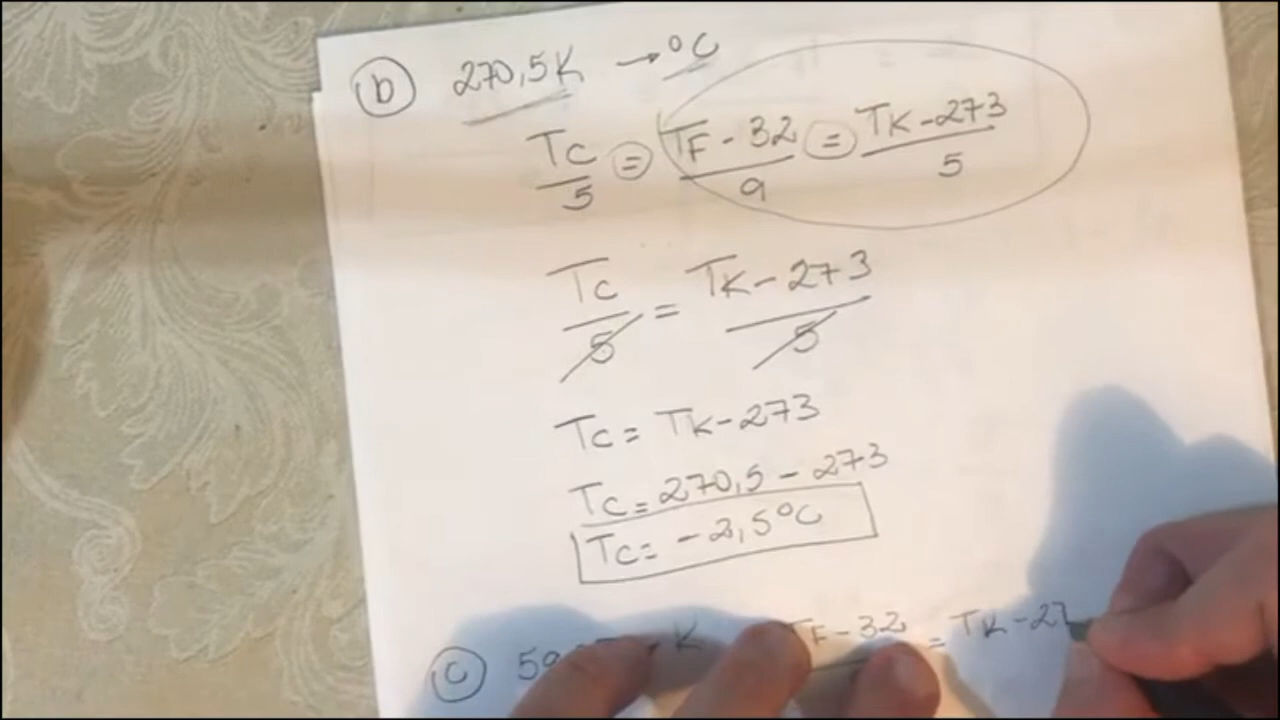 b 270,5K → °C
TC/5 = TF - 32/9 = TK - 273/5
TC/5 = TK - 273/5
TC = TK - 273
TC = 270,5 - 273
TC = - 2,5°C
c K TF - 32 = TK - 27